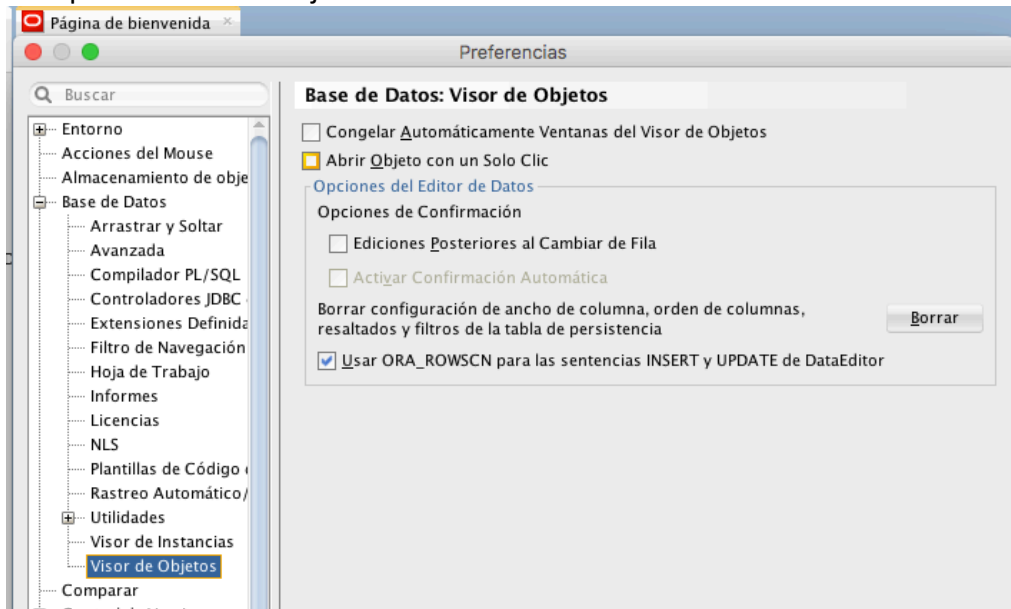 Página de bienvenida
Preferencias
Buscar
Entorno
Acciones del Mouse
Almacenamiento de obje
Base de Datos
Arrastrar y Soltar
Avanzada
Compilador PL/SQL
Controladores JDBC
Extensiones Definida
Filtro de Navegación
Hoja de Trabajo
Informes
Licencias
NLS
Plantillas de Código
Rastreo Automático/
Utilidades
Visor de Instancias
Visor de Objetos
Comparar
Base de Datos: Visor de Objetos
Congelar Automáticamente Ventanas del Visor de Objetos
Abrir Objeto con un Solo Clic
Opciones del Editor de Datos
Opciones de Confirmación
Ediciones Posteriores al Cambiar de Fila
Activar Confirmación Automática
Borrar configuración de ancho de columna, orden de columnas,
resaltados y filtros de la tabla de persistencia
Borrar
Usar ORA_ROWSCN para las sentencias INSERT y UPDATE de DataEditor